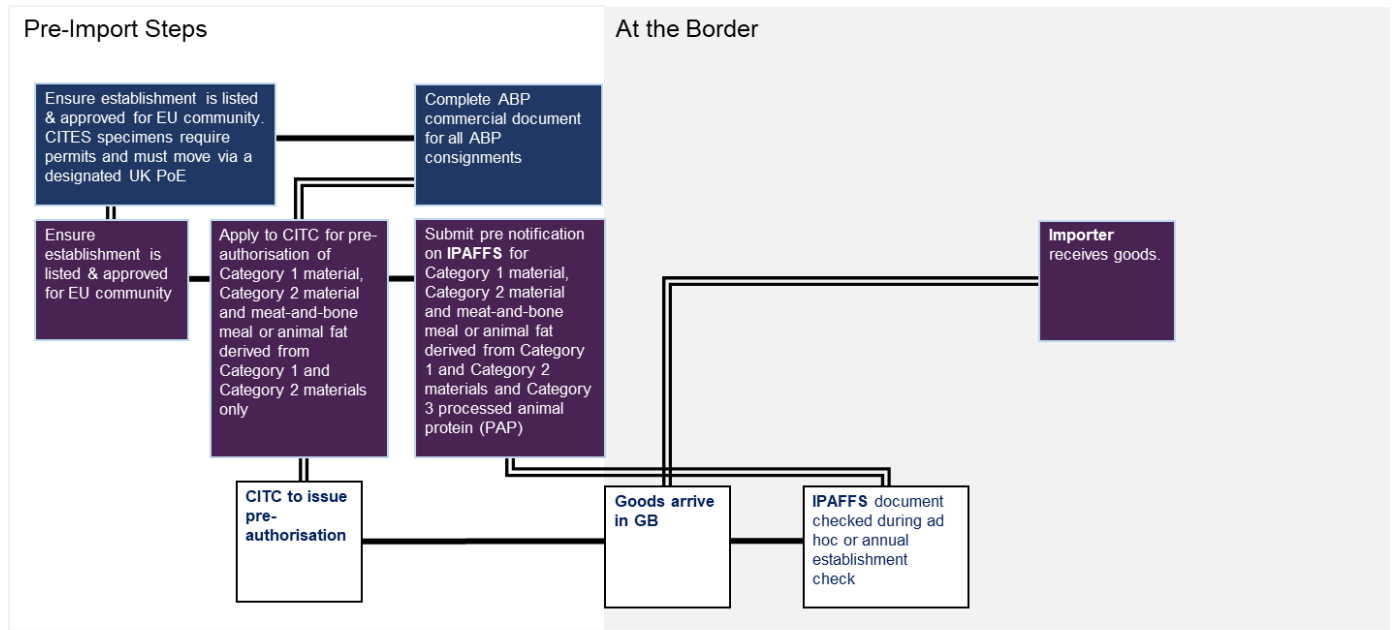 Pre-Import Steps
At the Border
Ensure establishment is listed
& approved for EU community.
CITES specimens require
permits and must move via a
designated UK PoE
Complete ABP
commercial document
for all ABP
consignments
Ensure
establishment is
listed & approved
for EU community
Apply to CITC for pre-
authorisation of
Category 1 material,
Category 2 material
and meat-and-bone
meal or animal fat
derived from
Category 1 and
Category 2 materials
only
Submit pre notification
on IPAFFS for
Category 1 material,
Category 2 material
and meat-and-bone
meal or animal fat
derived from Category
1 and Category 2
materials and Category
3 processed animal
protein (PAP)
Importer
receives goods.
CITC to issue
pre-
authorisation
Goods arrive
in GB
IPAFFS document
checked during ad
hoc or annual
establishment
check